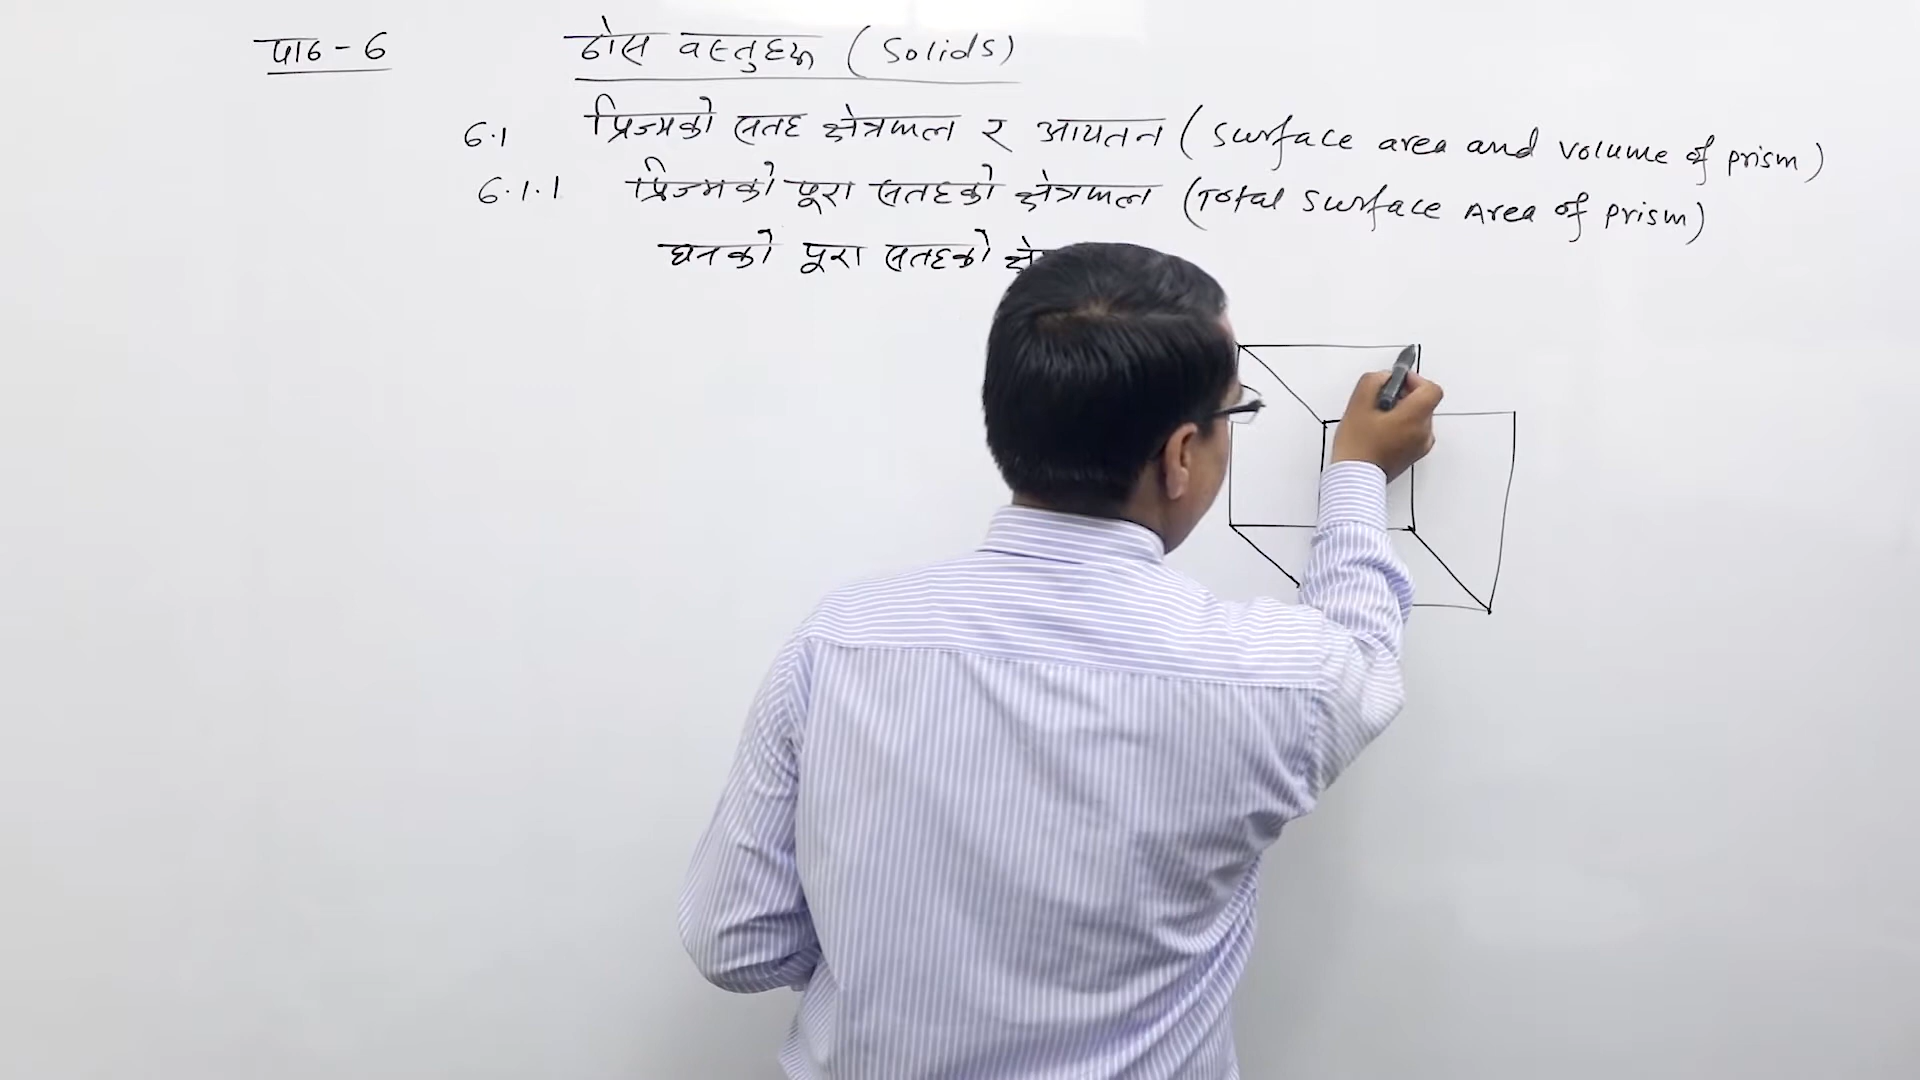 पाठ - 6
ठोस वस्तुहरू (Solids)
6.1 प्रिज्मको सतह क्षेत्रफल र आयतन (Surface area and volume of prism)
6.1.1 प्रिज्मको पूरा सतहको क्षेत्रफल (Total Surface Area of prism)
घनको पूरा सतहको